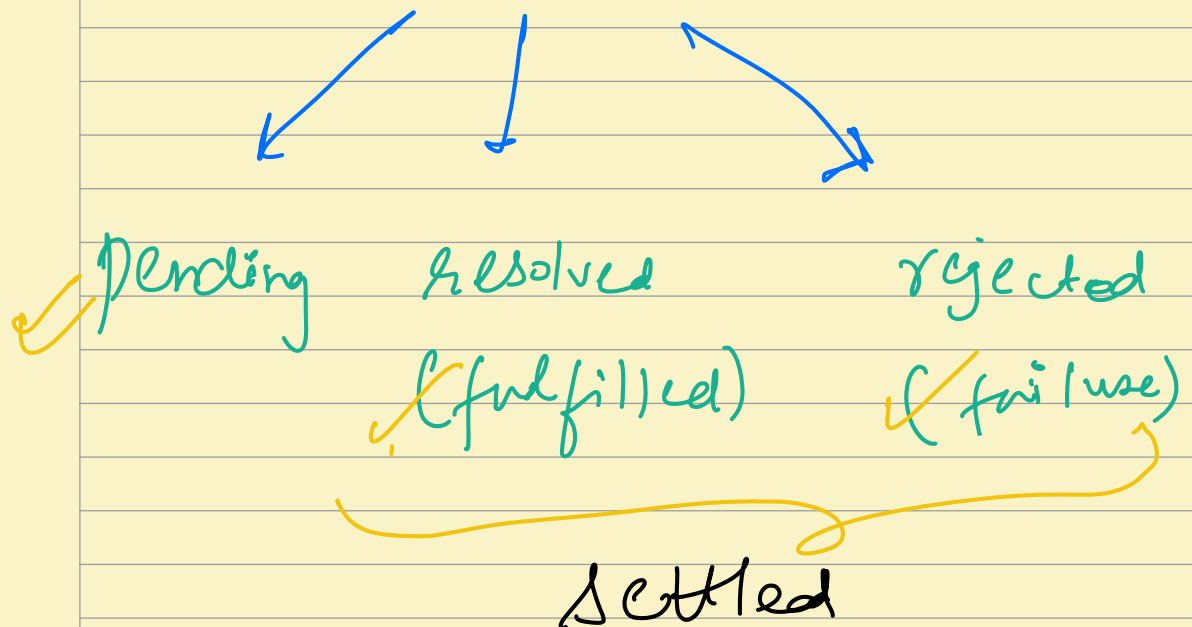 pending resolved rejected
(fulfilled) (failure)
settled